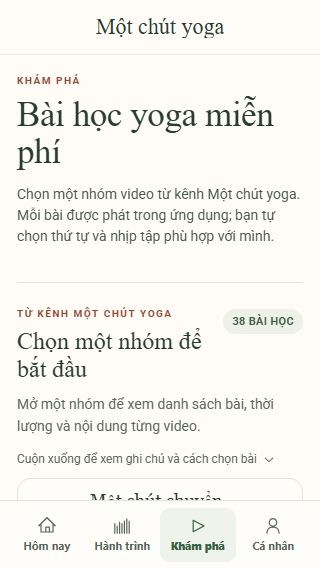 Một chút yoga
KHÁM PHÁ
Bài học yoga miễn
phí
Chọn một nhóm video từ kênh Một chút yoga.
Mỗi bài được phát trong ứng dụng; bạn tự
chọn thứ tự và nhịp tập phù hợp với mình.
TỪ KÊNH MỘT CHÚT YOGA
38 BÀI HỌC
Chọn một nhóm để
bắt đầu
Mở một nhóm để xem danh sách bài, thời
lượng và nội dung từng video.
Cuộn xuống để xem ghi chú và cách chọn bài
Một chút chuyển
Hôm nay
Hành trình
Khám phá
Cá nhân